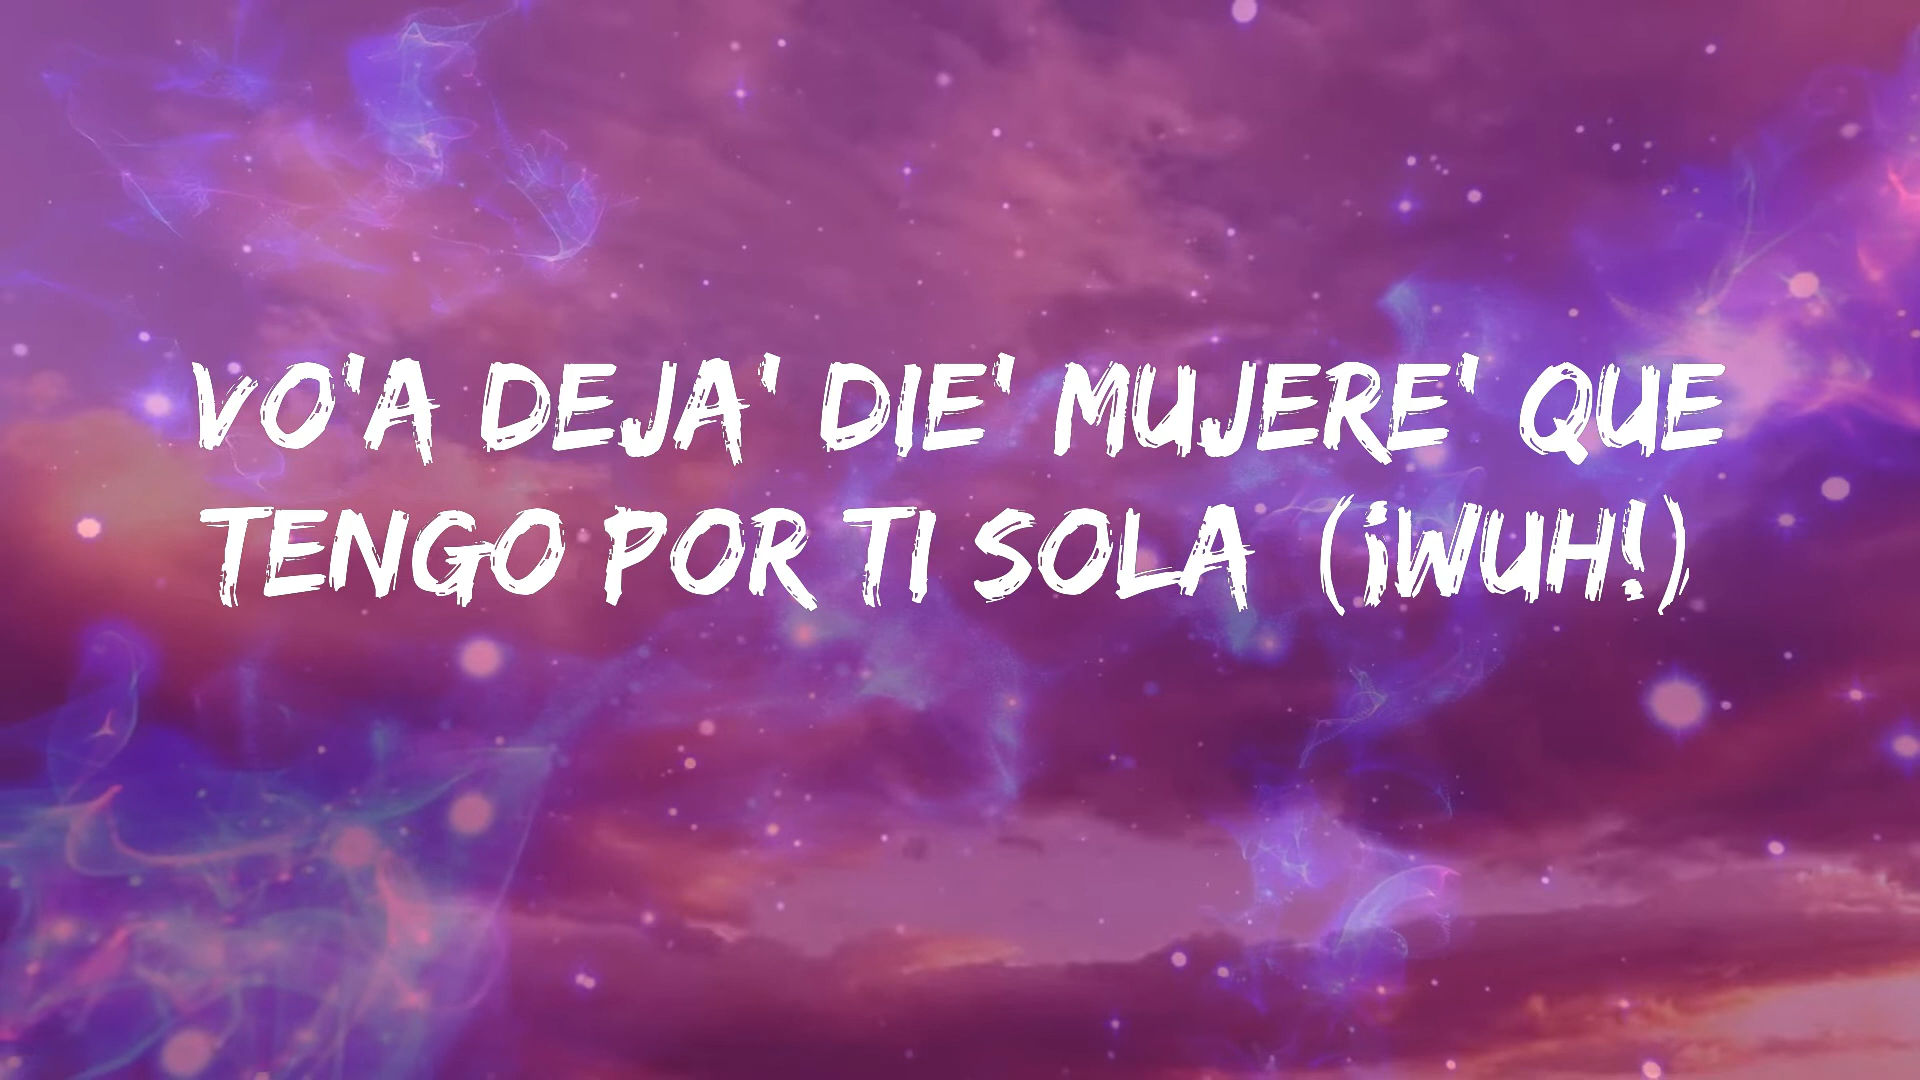 VO'A DEJA' DIE' MUJERE' QUE
TENGO POR TI SOLA (¡WUH!)